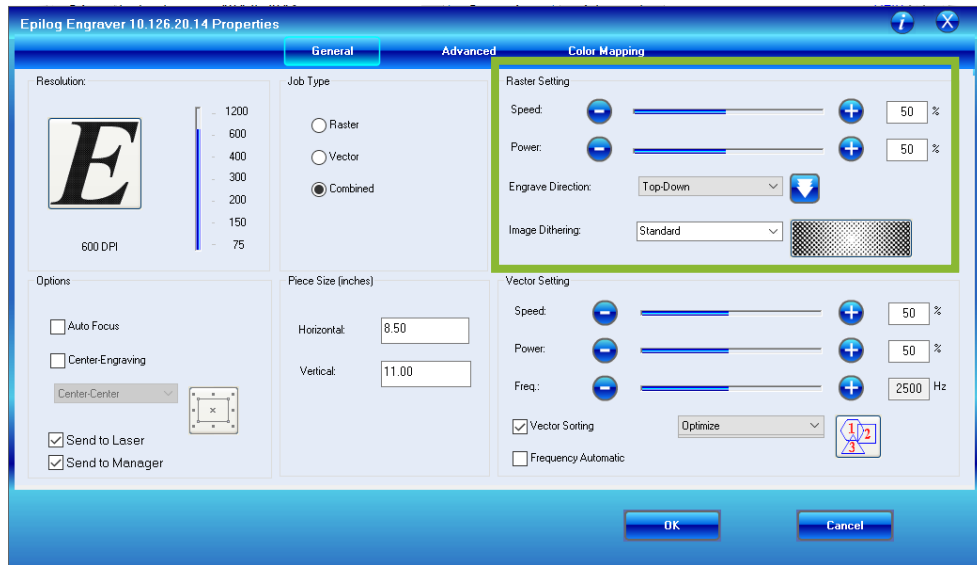 Epilog Engraver 10.126.20.14 Properties
General Advanced Color Mapping
Resolution:
E
1200
600
400
300
200
150
75
600 DPI
Job Type
Raster
Vector
Combined
Raster Setting
Speed: 50 %
Power: 50 %
Engrave Direction: Top-Down
Image Dithering: Standard
Options
Auto Focus
Center-Engraving
Center-Center
Send to Laser
Send to Manager
Piece Size (inches)
Horizontal: 8.50
Vertical: 11.00
Vector Setting
Speed: 50 %
Power: 50 %
Freq.: 2500 Hz
Vector Sorting Optimize
1 2
3
Frequency Automatic
OK Cancel